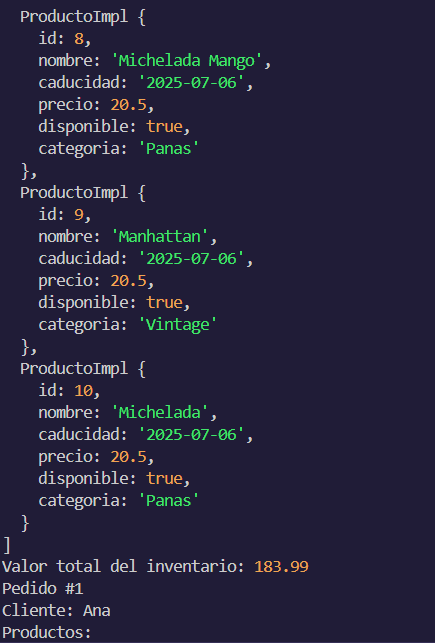 ProductoImpl {
id: 8,
nombre: 'Michelada Mango',
caducidad: '2025-07-06',
precio: 20.5,
disponible: true,
categoria: 'Panas'
},
ProductoImpl {
id: 9,
nombre: 'Manhattan',
caducidad: '2025-07-06',
precio: 20.5,
disponible: true,
categoria: 'Vintage'
},
ProductoImpl {
id: 10,
nombre: 'Michelada',
caducidad: '2025-07-06',
precio: 20.5,
disponible: true,
categoria: 'Panas'
}
]
Valor total del inventario: 183.99
Pedido #1
Cliente: Ana
Productos: